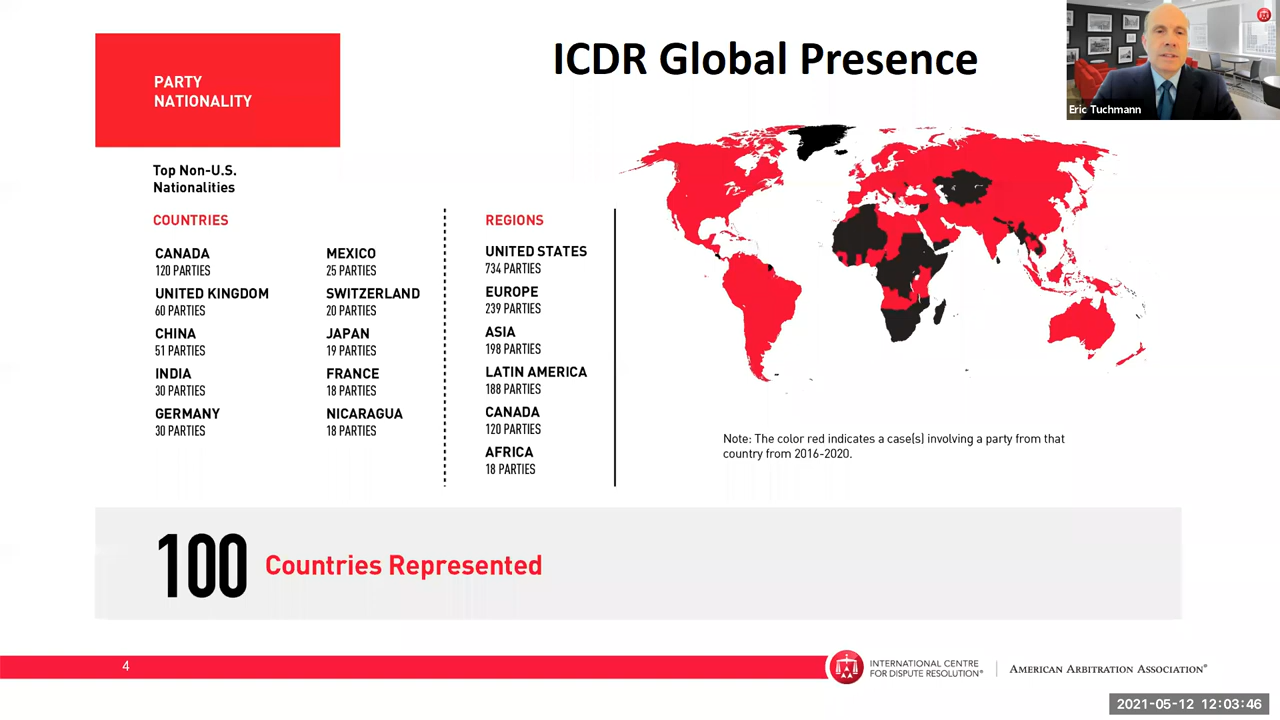 ICDR Global Presence
PARTY
NATIONALITY
Eric Tuchmann
Top Non-U.S.
Nationalities
COUNTRIES
CANADA
120 PARTIES
UNITED KINGDOM
60 PARTIES
CHINA
51 PARTIES
INDIA
30 PARTIES
GERMANY
30 PARTIES
MEXICO
25 PARTIES
SWITZERLAND
20 PARTIES
JAPAN
19 PARTIES
FRANCE
18 PARTIES
NICARAGUA
18 PARTIES
REGIONS
UNITED STATES
734 PARTIES
EUROPE
239 PARTIES
ASIA
198 PARTIES
LATIN AMERICA
188 PARTIES
CANADA
120 PARTIES
AFRICA
18 PARTIES
Note: The color red indicates a case(s) involving a party from that
country from 2016-2020.
100 Countries Represented
4
INTERNATIONAL CENTRE
FOR DISPUTE RESOLUTION®
AMERICAN ARBITRATION ASSOCIATION®
2021-05-12 12:03:46